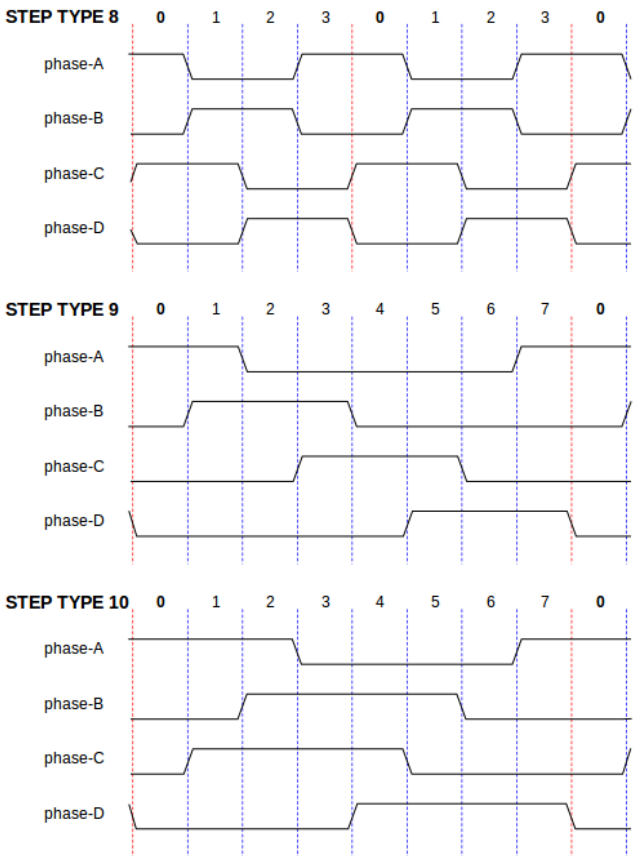 STEP TYPE 8 0 1 2 3 0 1 2 3 0
phase-A
phase-B
phase-C
phase-D
STEP TYPE 9 0 1 2 3 4 5 6 7 0
phase-A
phase-B
phase-C
phase-D
STEP TYPE 10 0 1 2 3 4 5 6 7 0
phase-A
phase-B
phase-C
phase-D